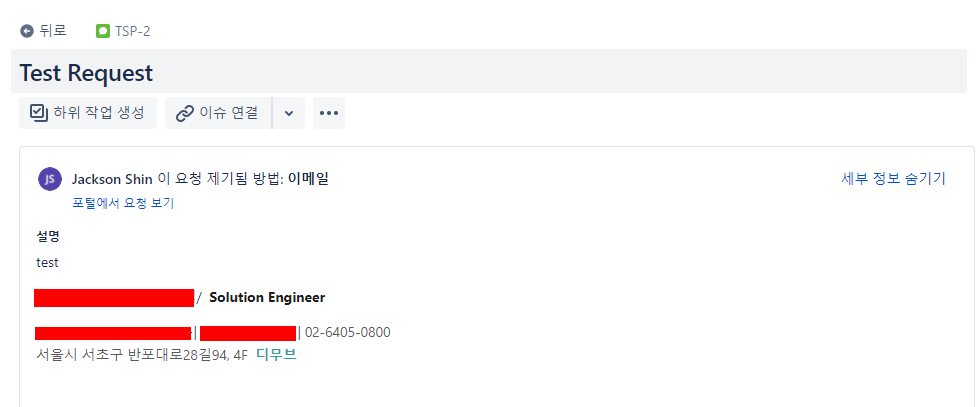 뒤로 TSP-2
Test Request
하위 작업 생성 이슈 연결
JS Jackson Shin 이 요청 제기됨 방법: 이메일 세부 정보 숨기기
포털에서 요청 보기
설명
test
/ Solution Engineer
| | 02-6405-0800
서울시 서초구 반포대로28길94, 4F 디무브